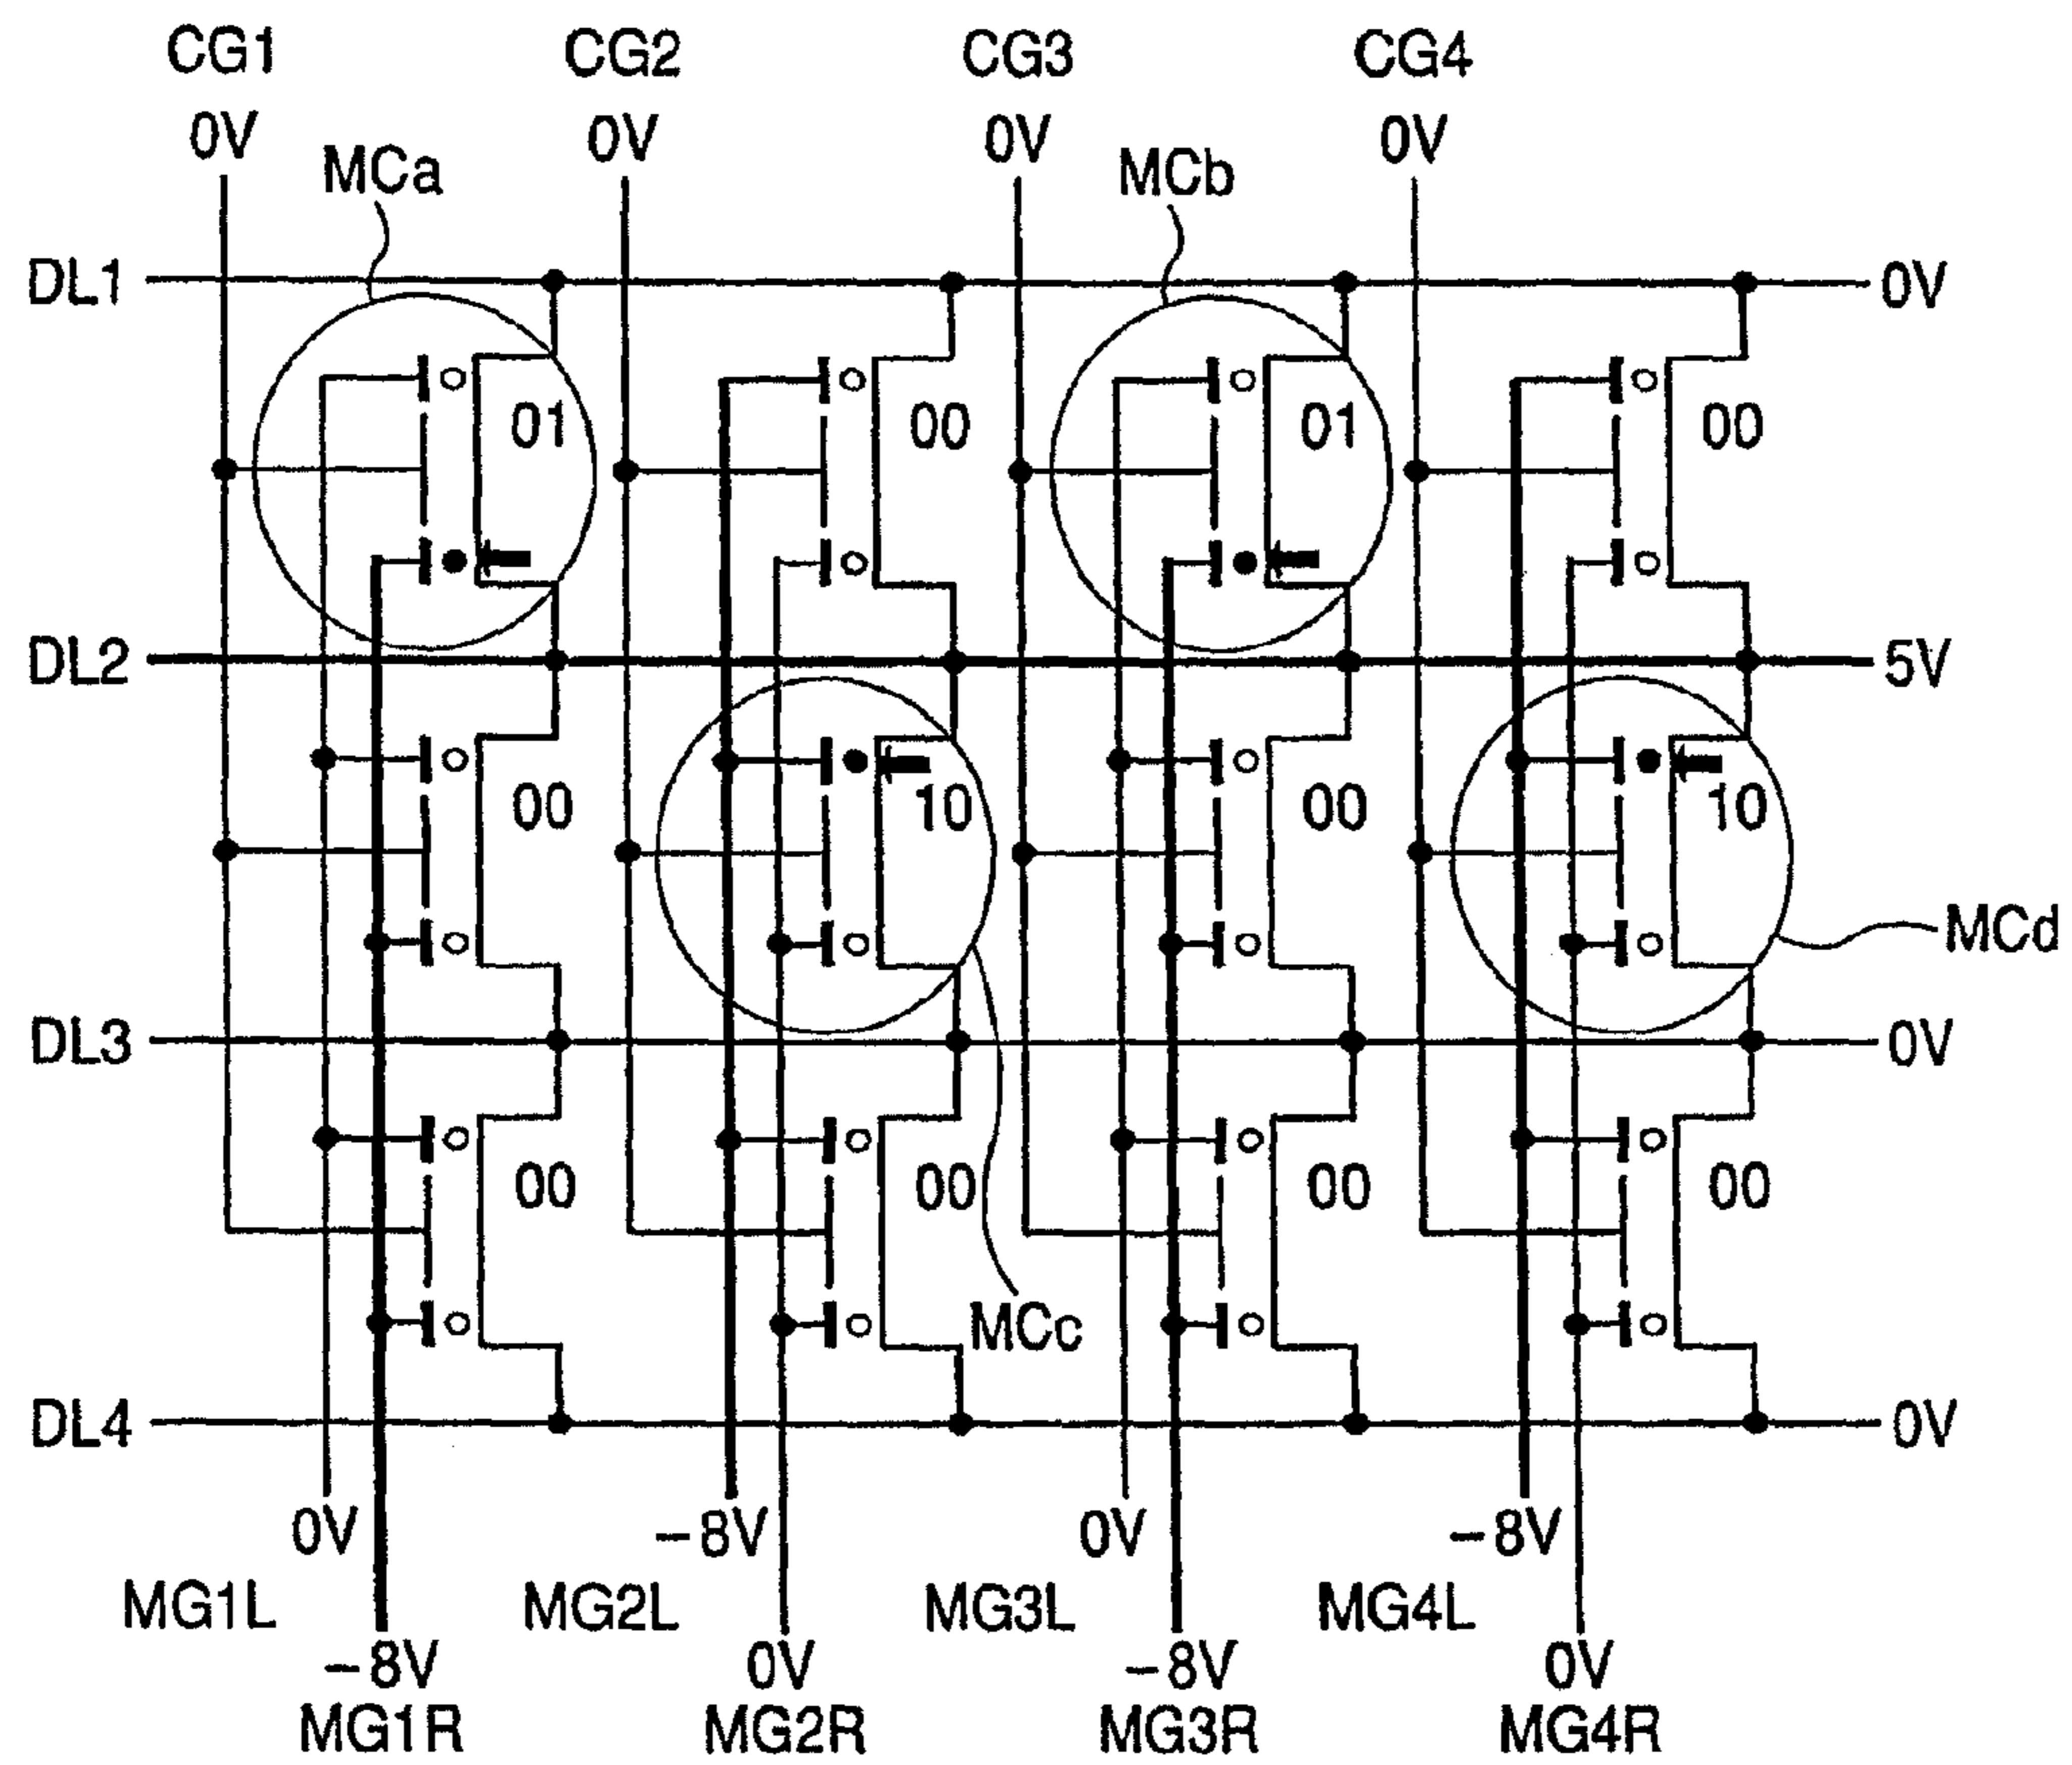 CG1 CG2 CG3 CG4
0V 0V 0V 0V
MCa MCb
DL1 0V
01 00 01 00
DL2 5V
00 10 00 10
MCd
DL3 0V
00 00 00 00
MCc
DL4 0V
0V -8V 0V -8V
MG1L MG2L MG3L MG4L
-8V 0V -8V 0V
MG1R MG2R MG3R MG4R